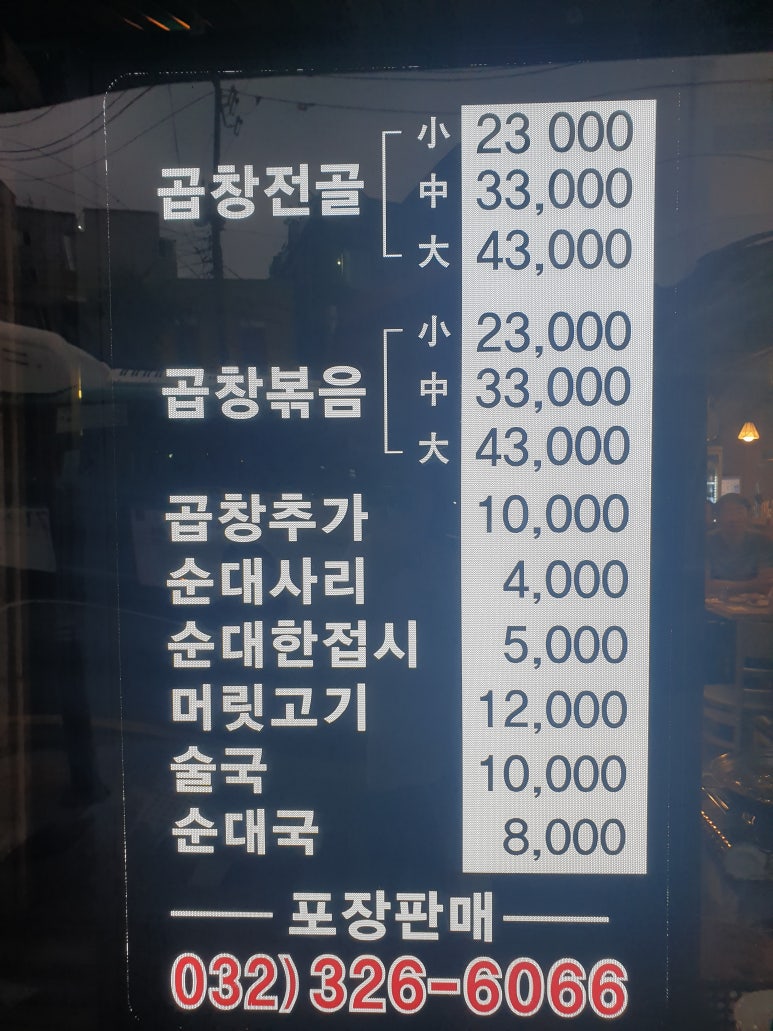 곱창전골 小 23 000
中 33,000
大 43,000
곱창볶음 小 23,000
中 33,000
大 43,000
곱창추가 10,000
순대사리 4,000
순대한접시 5,000
머릿고기 12,000
술국 10,000
순대국 8,000
포장판매
032) 326-6066